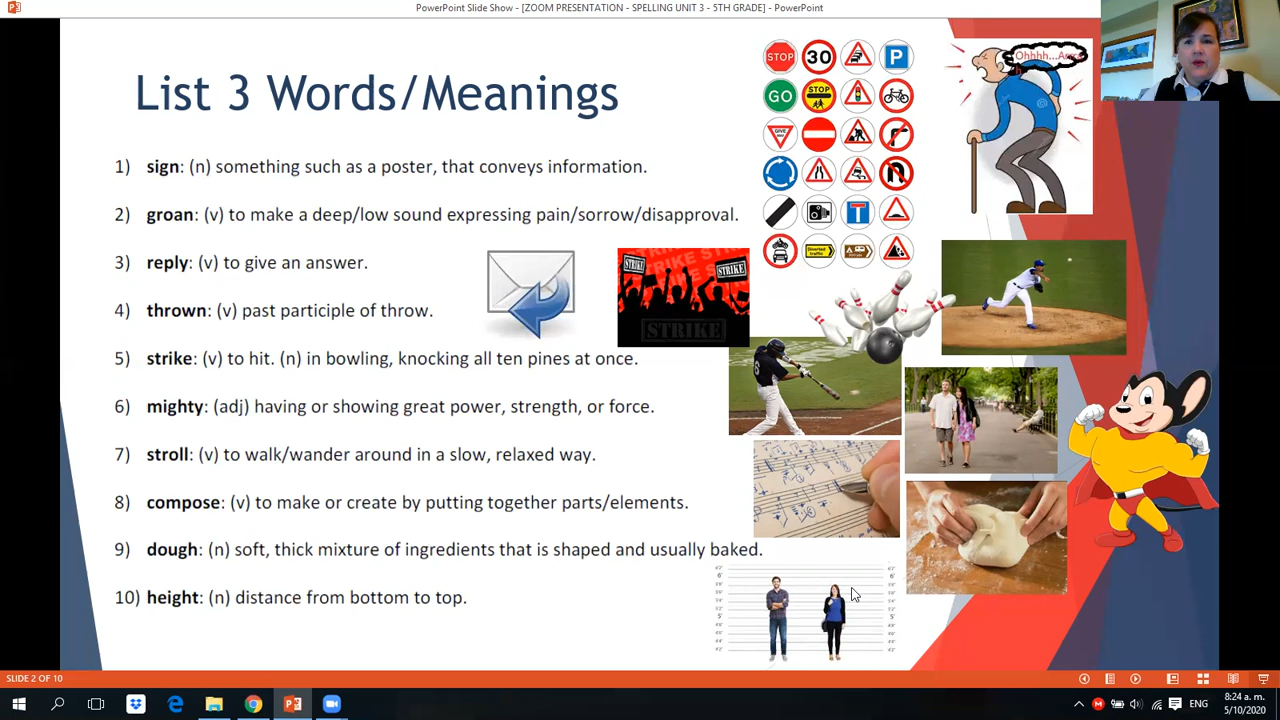 PowerPoint Slide Show - [ZOOM PRESENTATION - SPELLING UNIT 3 - 5TH GRADE] - PowerPoint
List 3 Words/Meanings
1) sign: (n) something such as a poster, that conveys information.
2) groan: (v) to make a deep/low sound expressing pain/sorrow/disapproval.
3) reply: (v) to give an answer.
4) thrown: (v) past participle of throw.
5) strike: (v) to hit. (n) in bowling, knocking all ten pines at once.
6) mighty: (adj) having or showing great power, strength, or force.
7) stroll: (v) to walk/wander around in a slow, relaxed way.
8) compose: (v) to make or create by putting together parts/elements.
9) dough: (n) soft, thick mixture of ingredients that is shaped and usually baked.
10) height: (n) distance from bottom to top.
STOP
30
P
GO
STOP
GIVE WAY
Diverted traffic
STRIKE
STRIKE
STRIKE
SLIDE 2 OF 10
ENG
8:24 a. m.
5/10/2020